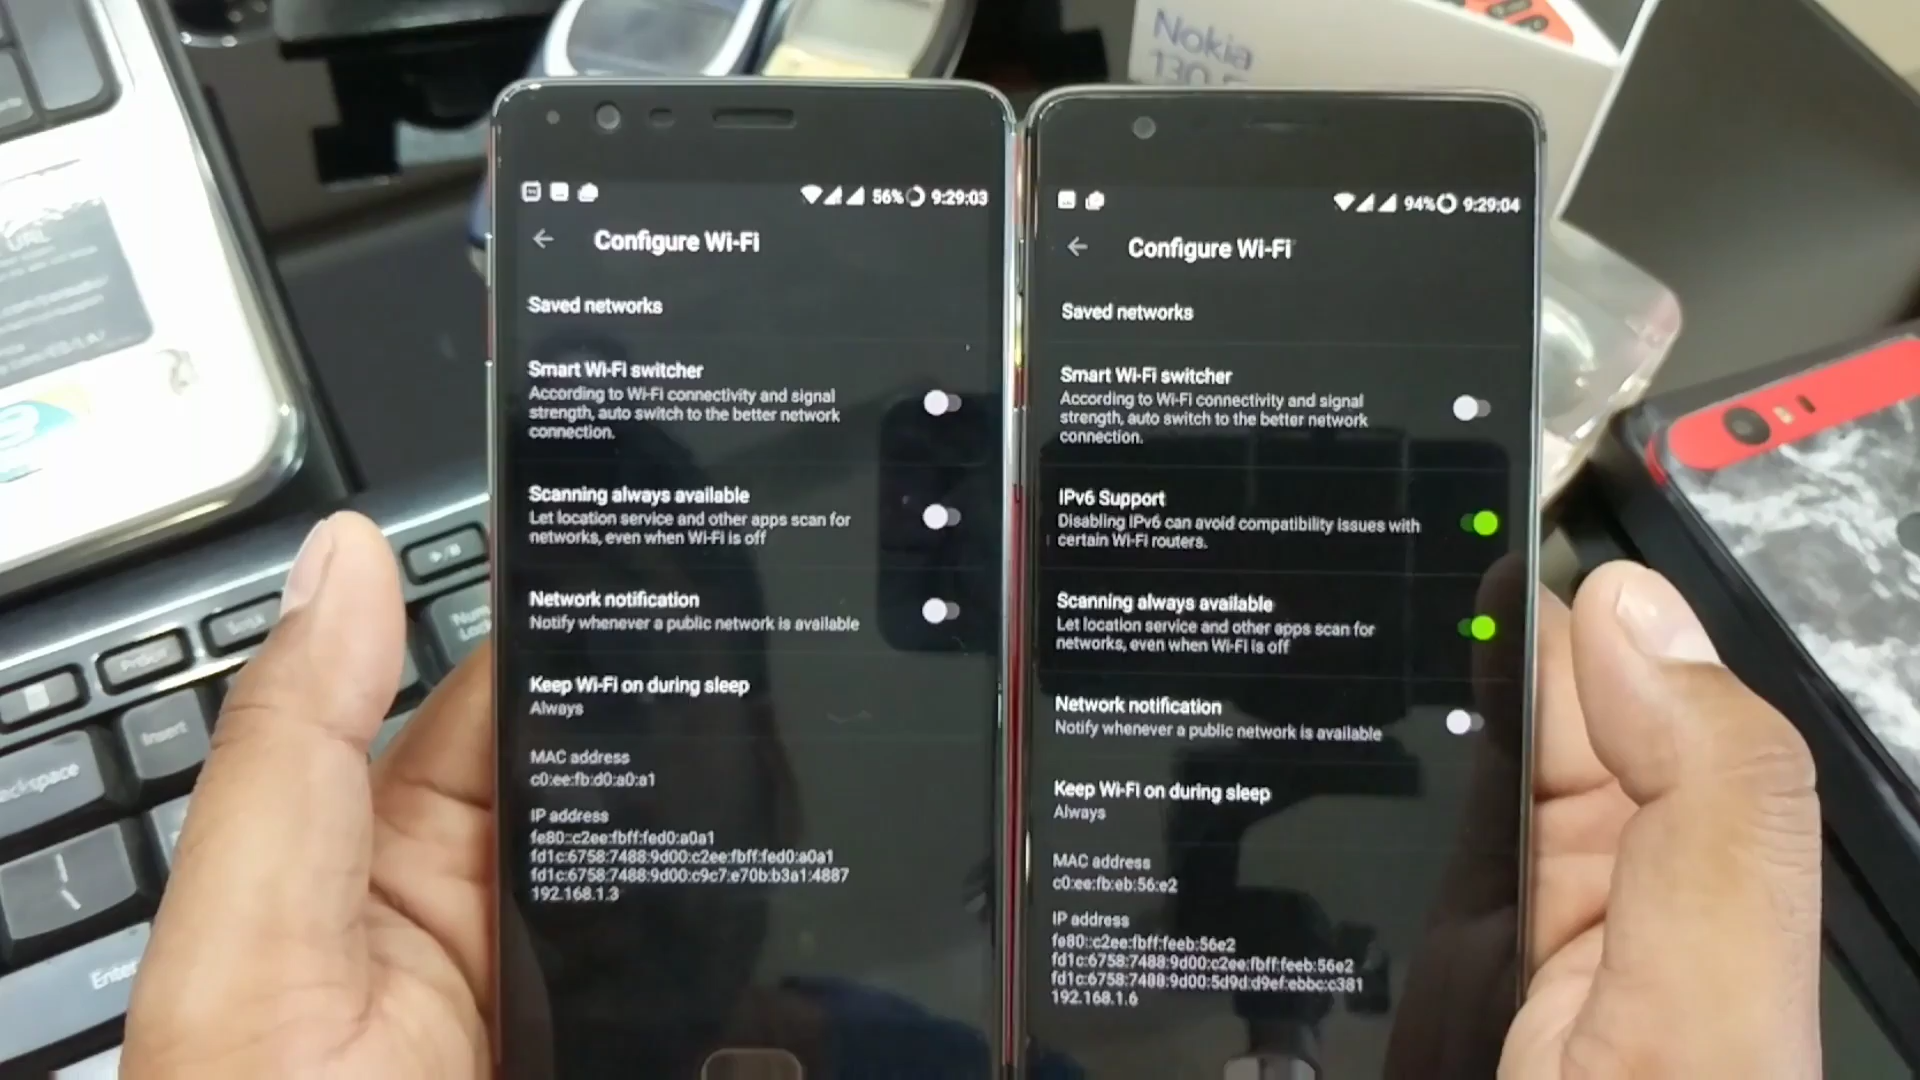 Nokia
130
56% 9:29:03
Configure Wi-Fi
Saved networks
Smart Wi-Fi switcher
According to Wi-Fi connectivity and signal
strength, auto switch to the better network
connection.
Scanning always available
Let location service and other apps scan for
networks, even when Wi-Fi is off
Network notification
Notify whenever a public network is available
Keep Wi-Fi on during sleep
Always
MAC address
c0:ee:fb:d0:a0:a1
IP address
fe80::c2ee:fbff:fed0:a0a1
fd1c:6758:7488:9d00:c2ee:fbff:fed0:a0a1
fd1c:6758:7488:9d00:c9c7:e70b:b3a1:4887
192.168.1.3
94% 9:29:04
Configure Wi-Fi
Saved networks
Smart Wi-Fi switcher
According to Wi-Fi connectivity and signal
strength, auto switch to the better network
connection.
IPv6 Support
Disabling IPv6 can avoid compatibility issues with
certain Wi-Fi routers.
Scanning always available
Let location service and other apps scan for
networks, even when Wi-Fi is off
Network notification
Notify whenever a public network is available
Keep Wi-Fi on during sleep
Always
MAC address
c0:ee:fb:eb:56:e2
IP address
fe80::c2ee:fbff:feeb:56e2
fd1c:6758:7488:9d00:c2ee:fbff:feeb:56e2
fd1c:6758:7488:9d00:5d9d:d9ef:ebbc:c381
192.168.1.6
URL
Num
Lock
Insert
Enter